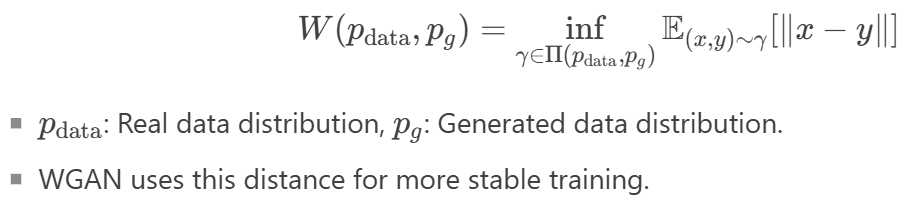 W(p_data, p_g) = inf_{γ∈Π(p_data,p_g)} 𝔼_{(x,y)∼γ}[‖x − y‖]
▪ p_data: Real data distribution, p_g: Generated data distribution.
▪ WGAN uses this distance for more stable training.